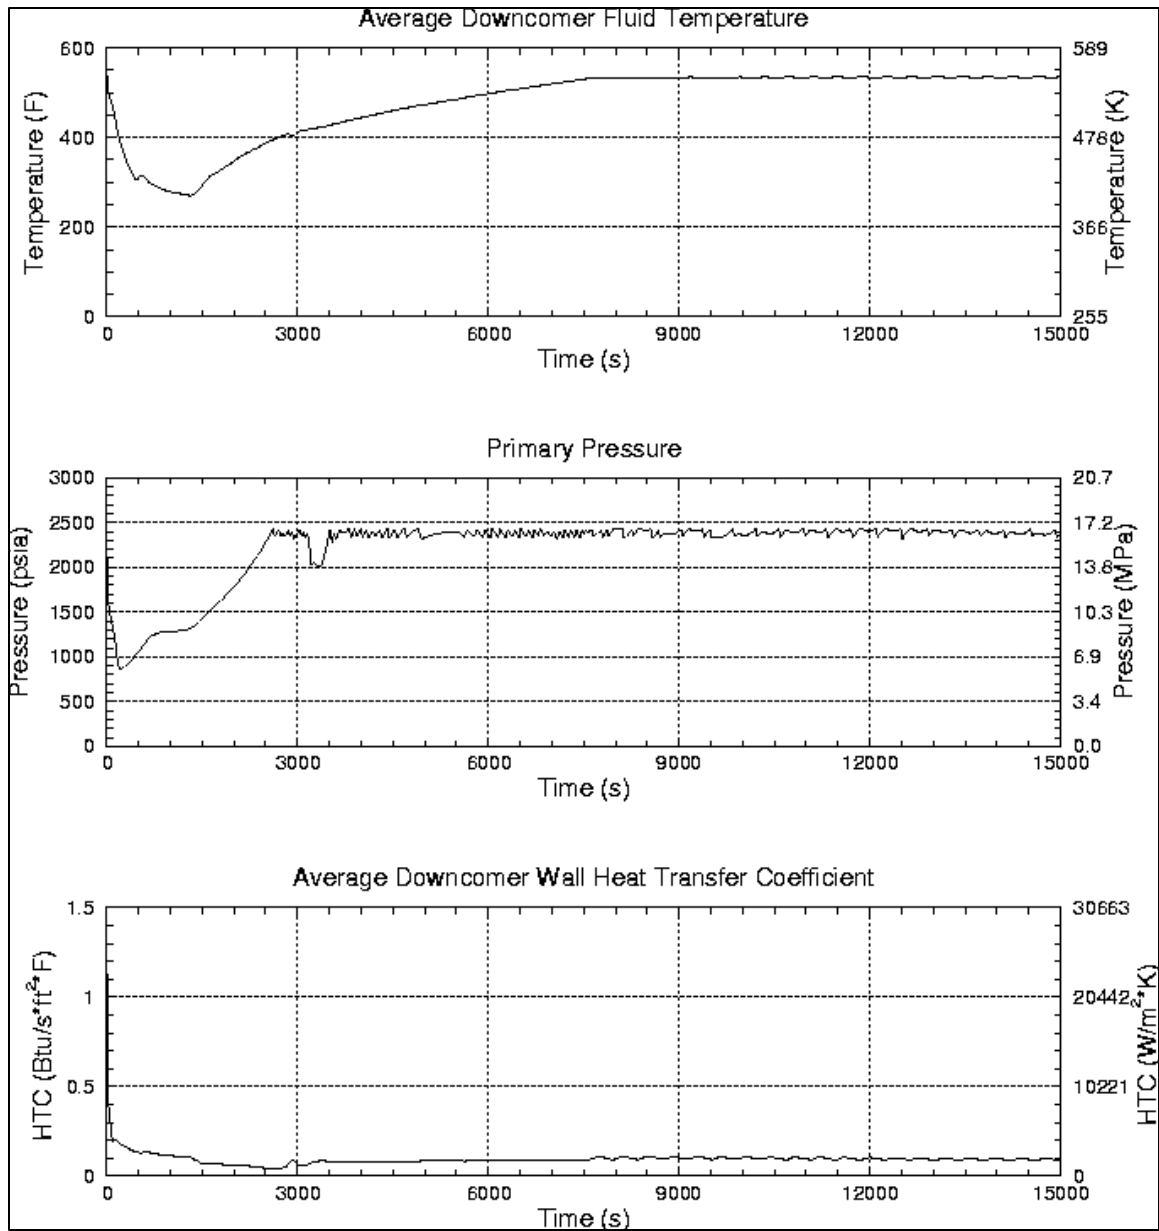 Average Downcomer Fluid Temperature
600 589
400 478
200 366
0 255
Temperature (F)
Temperature (K)
0 3000 6000 9000 12000 15000
Time (s)
Primary Pressure
3000 20.7
2500 17.2
2000 13.8
1500 10.3
1000 6.9
500 3.4
0 0.0
Pressure (psia)
Pressure (MPa)
0 3000 6000 9000 12000 15000
Time (s)
Average Downcomer Wall Heat Transfer Coefficient
1.5 30663
1 20442
0.5 10221
0 0
HTC (Btu/s*ft²*F)
HTC (W/m²*K)
0 3000 6000 9000 12000 15000
Time (s)